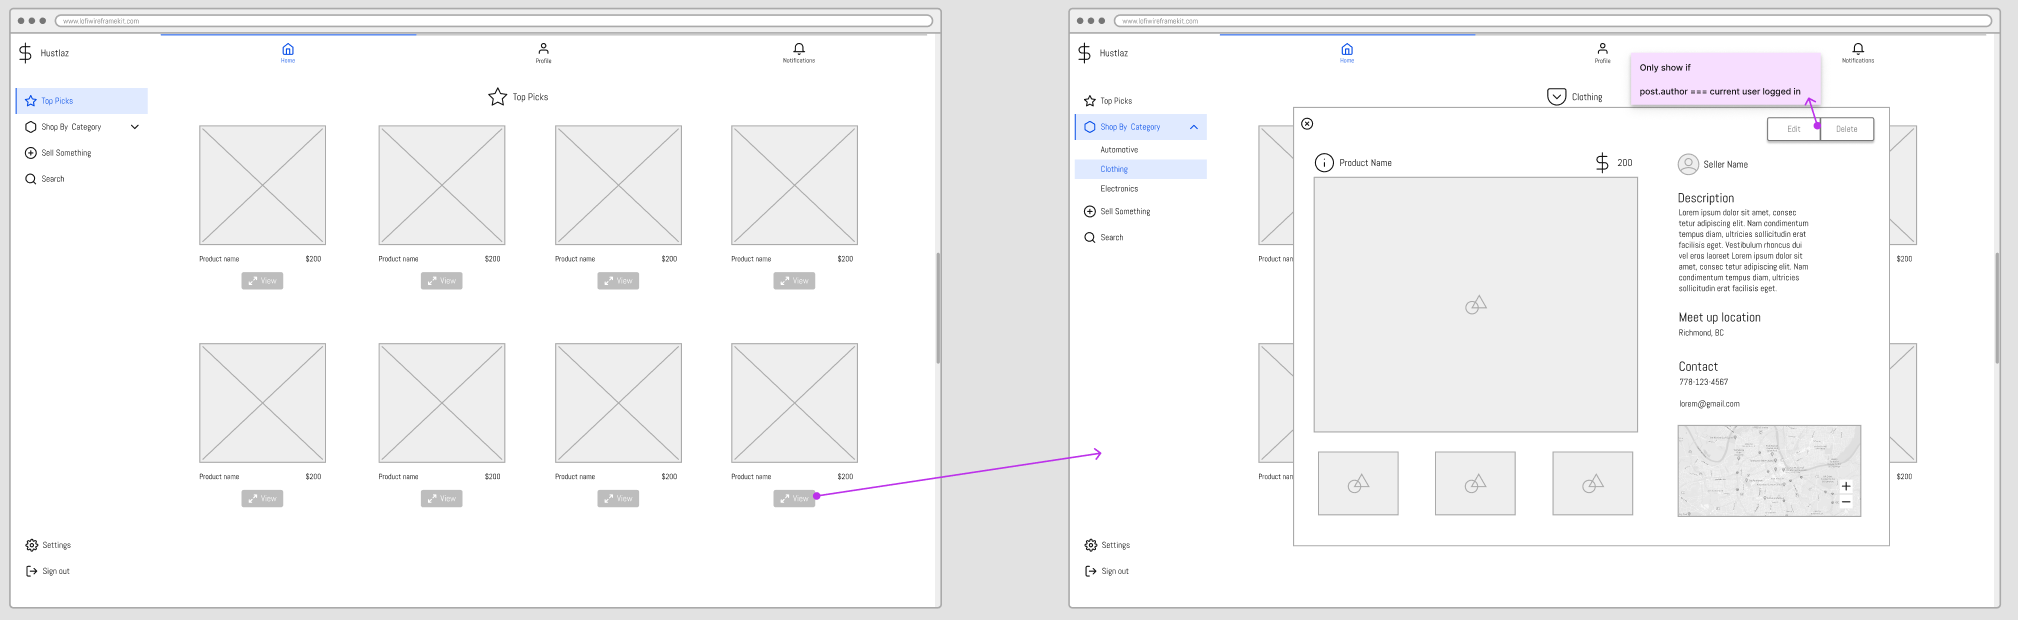 www.lofiwireframekit.com
Hustlaz
Home
Profile
Notifications
Top Picks
Shop By Category
Sell Something
Search
Top Picks
Product name $200
Product name $200
Product name $200
Product name $200
View
View
View
View
Product name $200
Product name $200
Product name $200
Product name $200
View
View
View
View
Settings
Sign out
www.lofiwireframekit.com
Hustlaz
Home
Profile
Notifications
Only show if
post.author === current user logged in
Top Picks
Shop By Category
Automotive
Clothing
Electronics
Sell Something
Search
Clothing
Edit
Delete
Product Name
$ 200
Seller Name
Description
Lorem ipsum dolor sit amet, consec
tetur adipiscing elit. Nam condimentum
tempus diam, ultricies sollicitudin erat
facilisis eget. Vestibulum rhoncus dui
vel eros laoreet Lorem ipsum dolor sit
amet, consec tetur adipiscing elit. Nam
condimentum tempus diam, ultricies
sollicitudin erat facilisis eget.
Meet up location
Richmond, BC
Contact
778-123-4567
lorem@gmail.com
Product nam
$200
Product nam
$200
Settings
Sign out